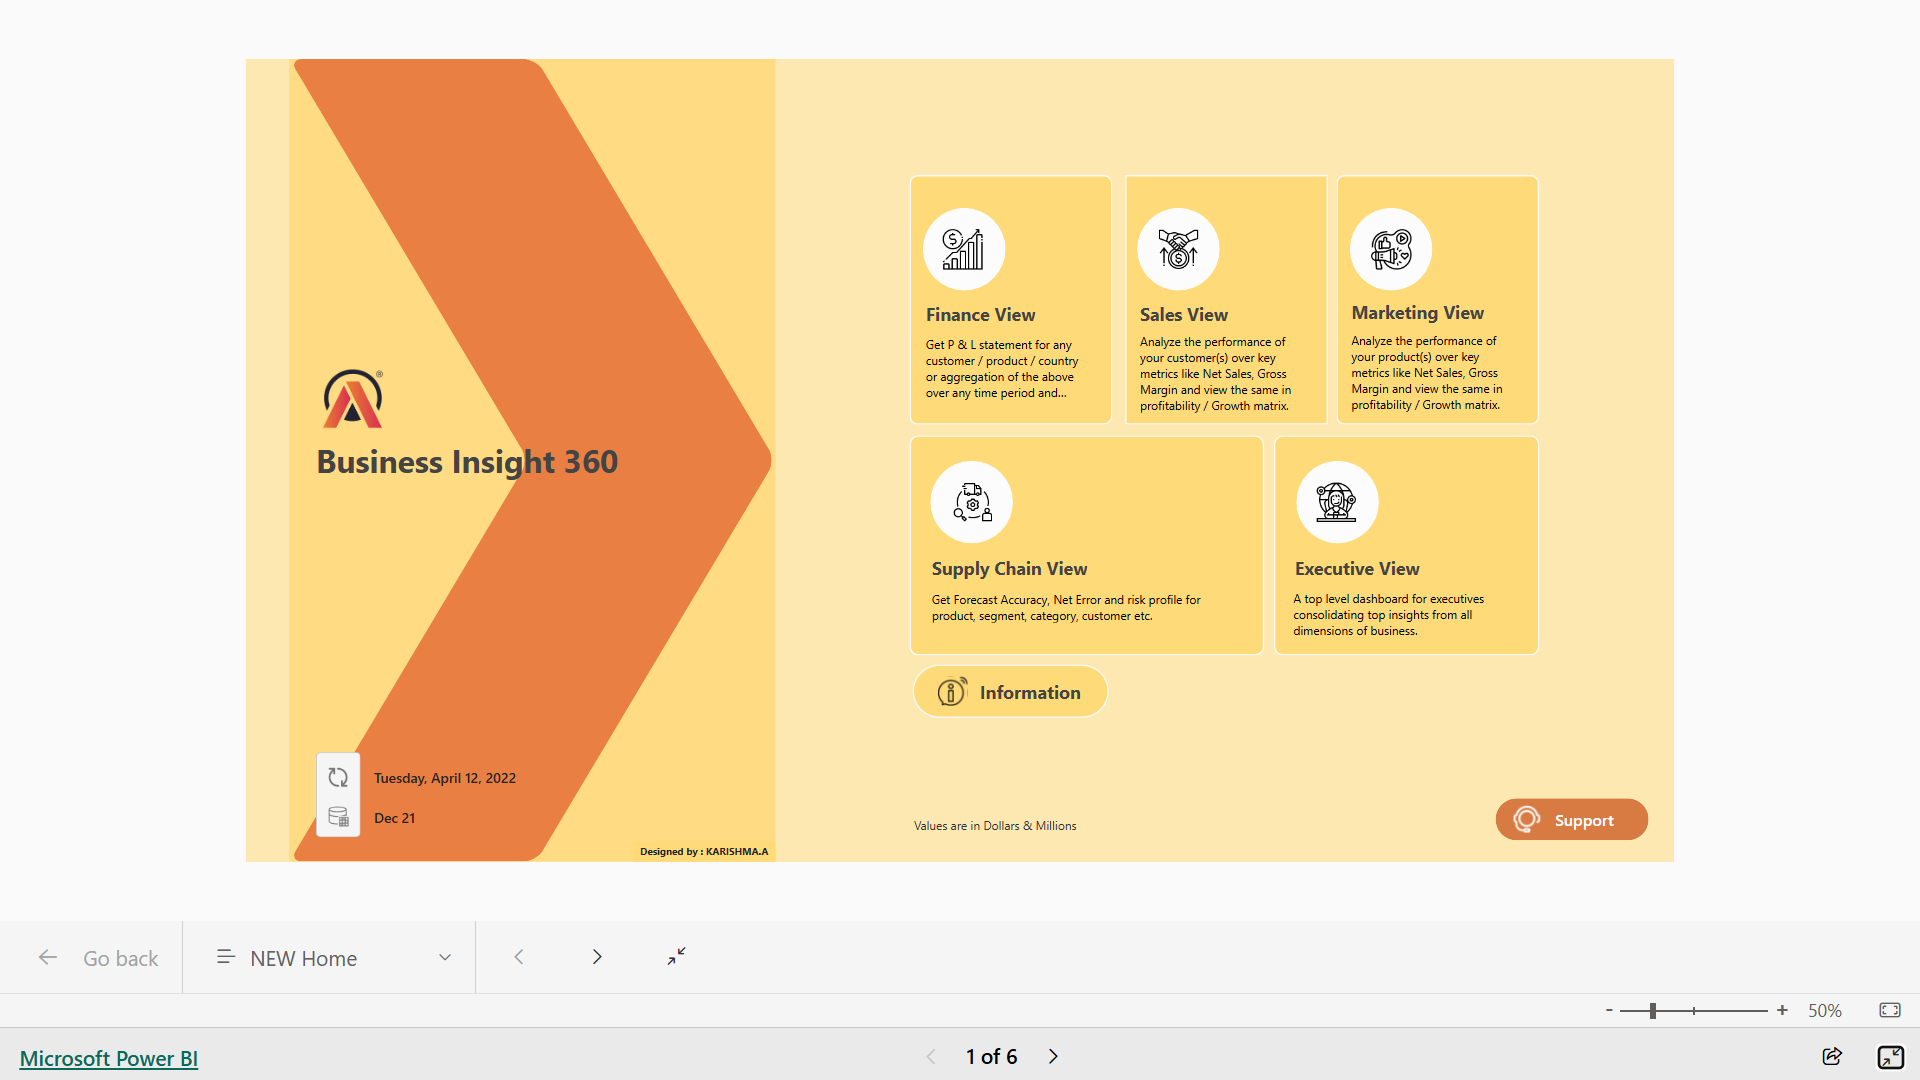 ®
Business Insight 360
Tuesday, April 12, 2022
Dec 21
Designed by : KARISHMA.A
Finance View
Get P & L statement for any
customer / product / country
or aggregation of the above
over any time period and...
Sales View
Analyze the performance of
your customer(s) over key
metrics like Net Sales, Gross
Margin and view the same in
profitability / Growth matrix.
Marketing View
Analyze the performance of
your product(s) over key
metrics like Net Sales, Gross
Margin and view the same in
profitability / Growth matrix.
Supply Chain View
Get Forecast Accuracy, Net Error and risk profile for
product, segment, category, customer etc.
Executive View
A top level dashboard for executives
consolidating top insights from all
dimensions of business.
Information
Values are in Dollars & Millions
Support
Go back
NEW Home
- + 50%
Microsoft Power BI
1 of 6